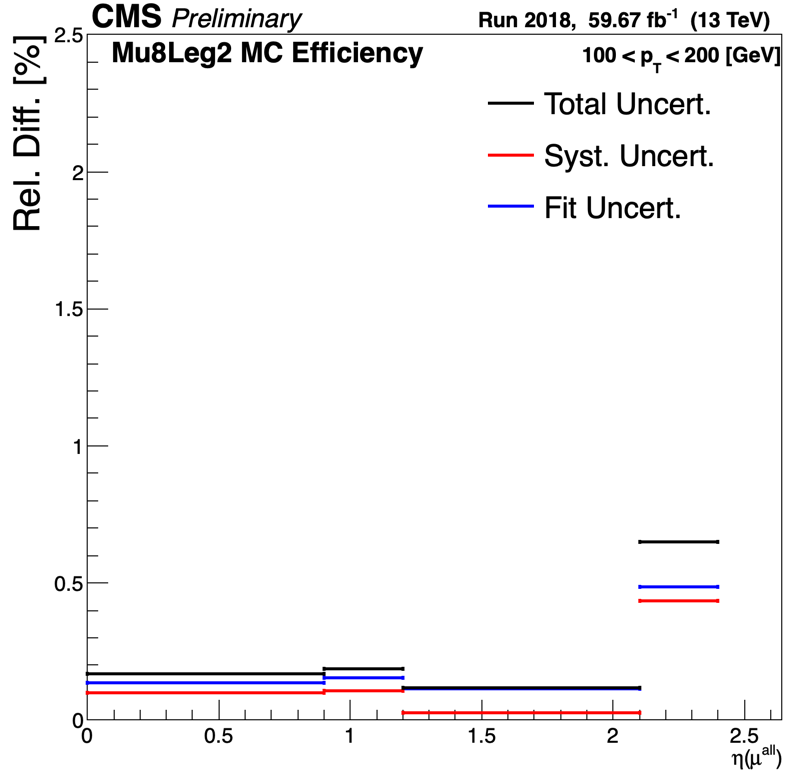 CMS Preliminary
Run 2018, 59.67 fb⁻¹ (13 TeV)
Mu8Leg2 MC Efficiency
100 < p_T < 200 [GeV]
Total Uncert.
Syst. Uncert.
Fit Uncert.
Rel. Diff. [%]
2.5
2
1.5
1
0.5
0
0 0.5 1 1.5 2 2.5
η(μ^all)